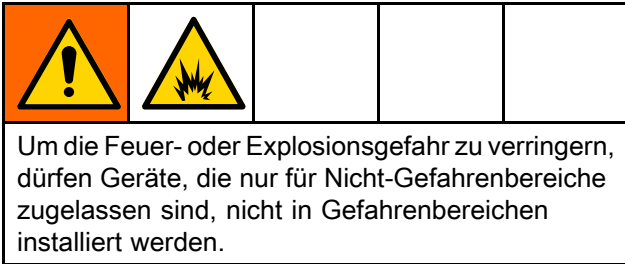 Um die Feuer- oder Explosionsgefahr zu verringern,
dürfen Geräte, die nur für Nicht-Gefahrenbereiche
zugelassen sind, nicht in Gefahrenbereichen
installiert werden.